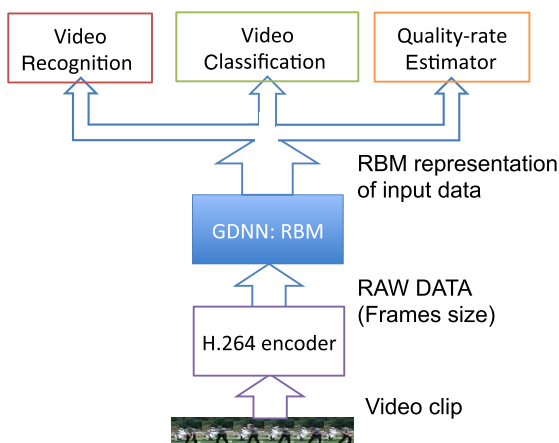 Video
Recognition
Video
Classification
Quality-rate
Estimator
RBM representation
of input data
GDNN: RBM
RAW DATA
(Frames size)
H.264 encoder
Video clip